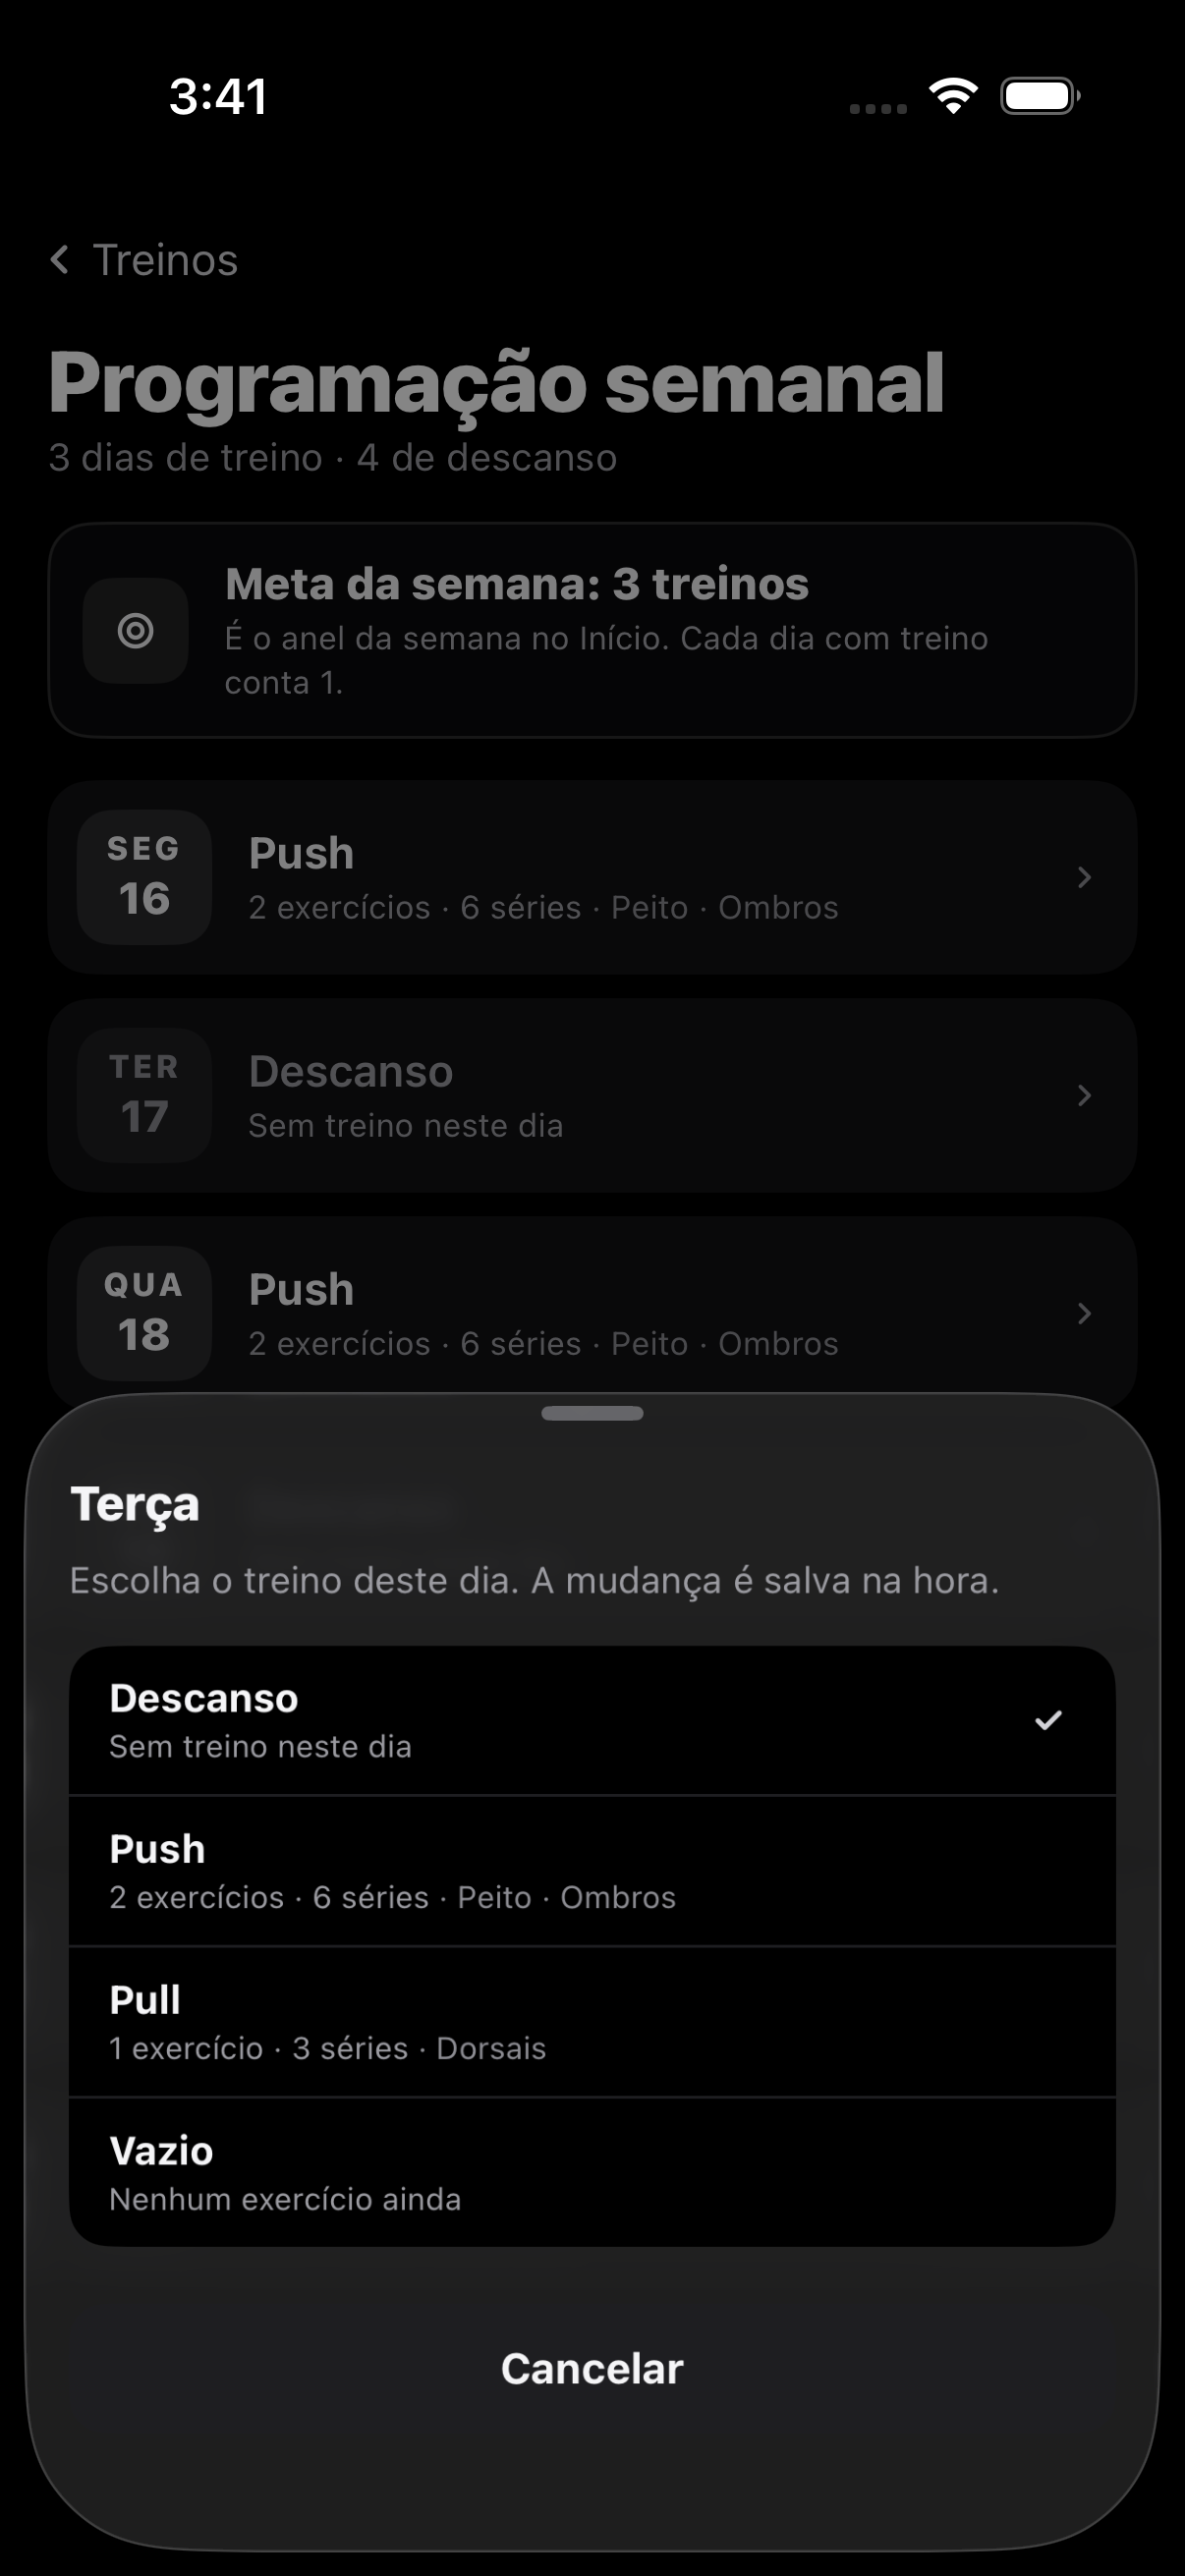 3:41
Treinos
Programação semanal
3 dias de treino · 4 de descanso
Meta da semana: 3 treinos
É o anel da semana no Início. Cada dia com treino
conta 1.
SEG
16
Push
2 exercícios · 6 séries · Peito · Ombros
TER
17
Descanso
Sem treino neste dia
QUA
18
Push
2 exercícios · 6 séries · Peito · Ombros
Terça
Escolha o treino deste dia. A mudança é salva na hora.
Descanso
Sem treino neste dia
Push
2 exercícios · 6 séries · Peito · Ombros
Pull
1 exercício · 3 séries · Dorsais
Vazio
Nenhum exercício ainda
Cancelar